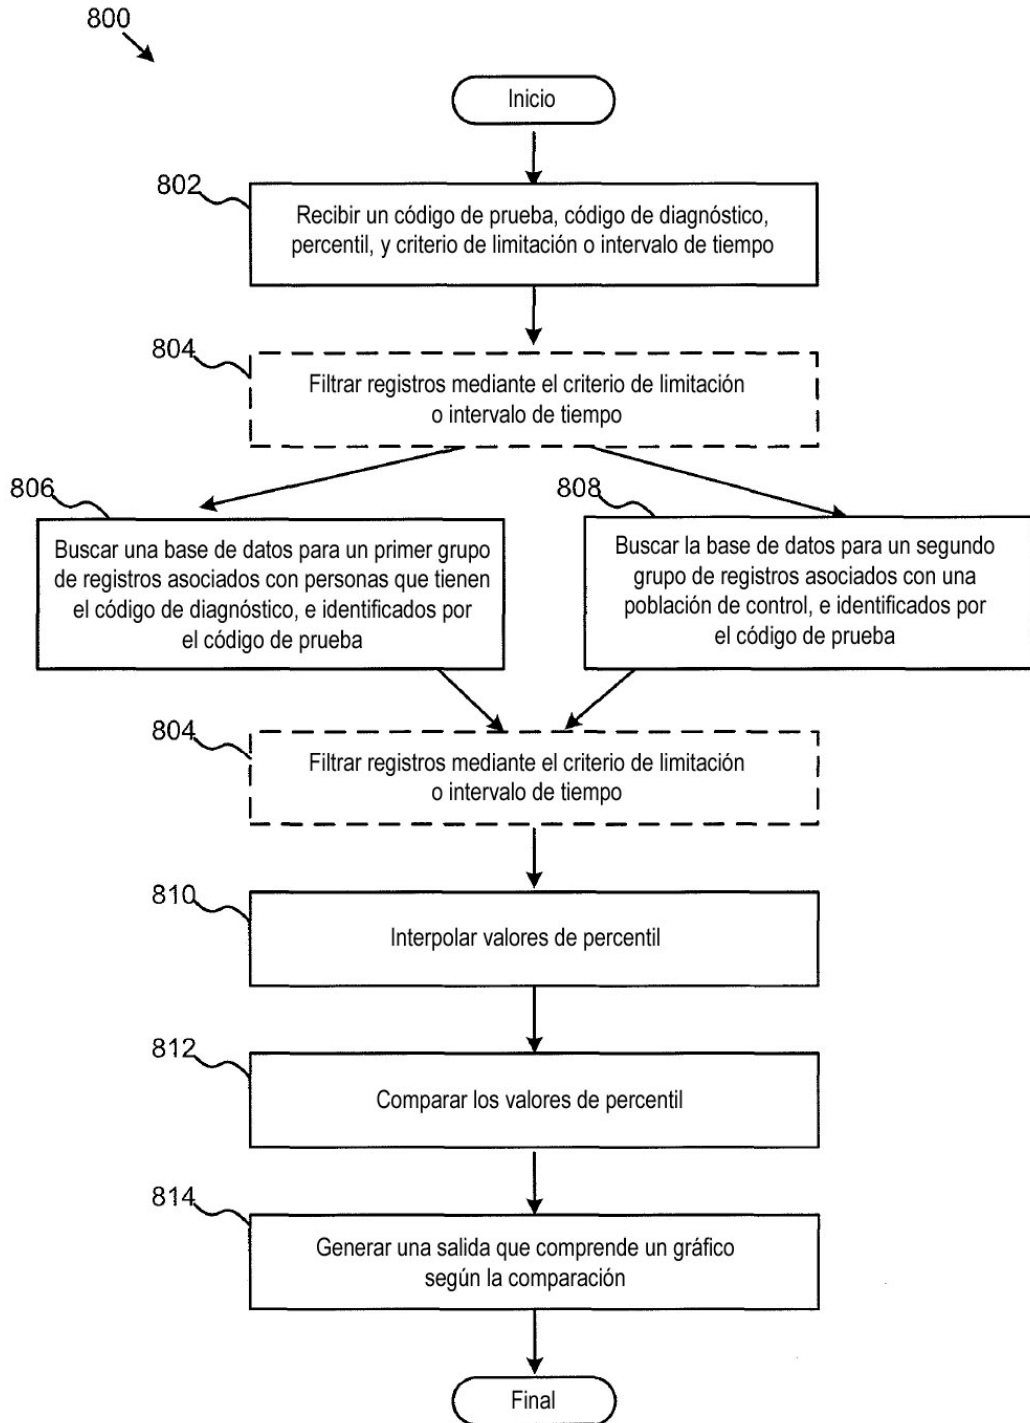 800
Inicio
802
Recibir un código de prueba, código de diagnóstico,
percentil, y criterio de limitación o intervalo de tiempo
804
Filtrar registros mediante el criterio de limitación
o intervalo de tiempo
806
Buscar una base de datos para un primer grupo
de registros asociados con personas que tienen
el código de diagnóstico, e identificados por
el código de prueba
808
Buscar la base de datos para un segundo
grupo de registros asociados con una
población de control, e identificados por
el código de prueba
804
Filtrar registros mediante el criterio de limitación
o intervalo de tiempo
810
Interpolar valores de percentil
812
Comparar los valores de percentil
814
Generar una salida que comprende un gráfico
según la comparación
Final